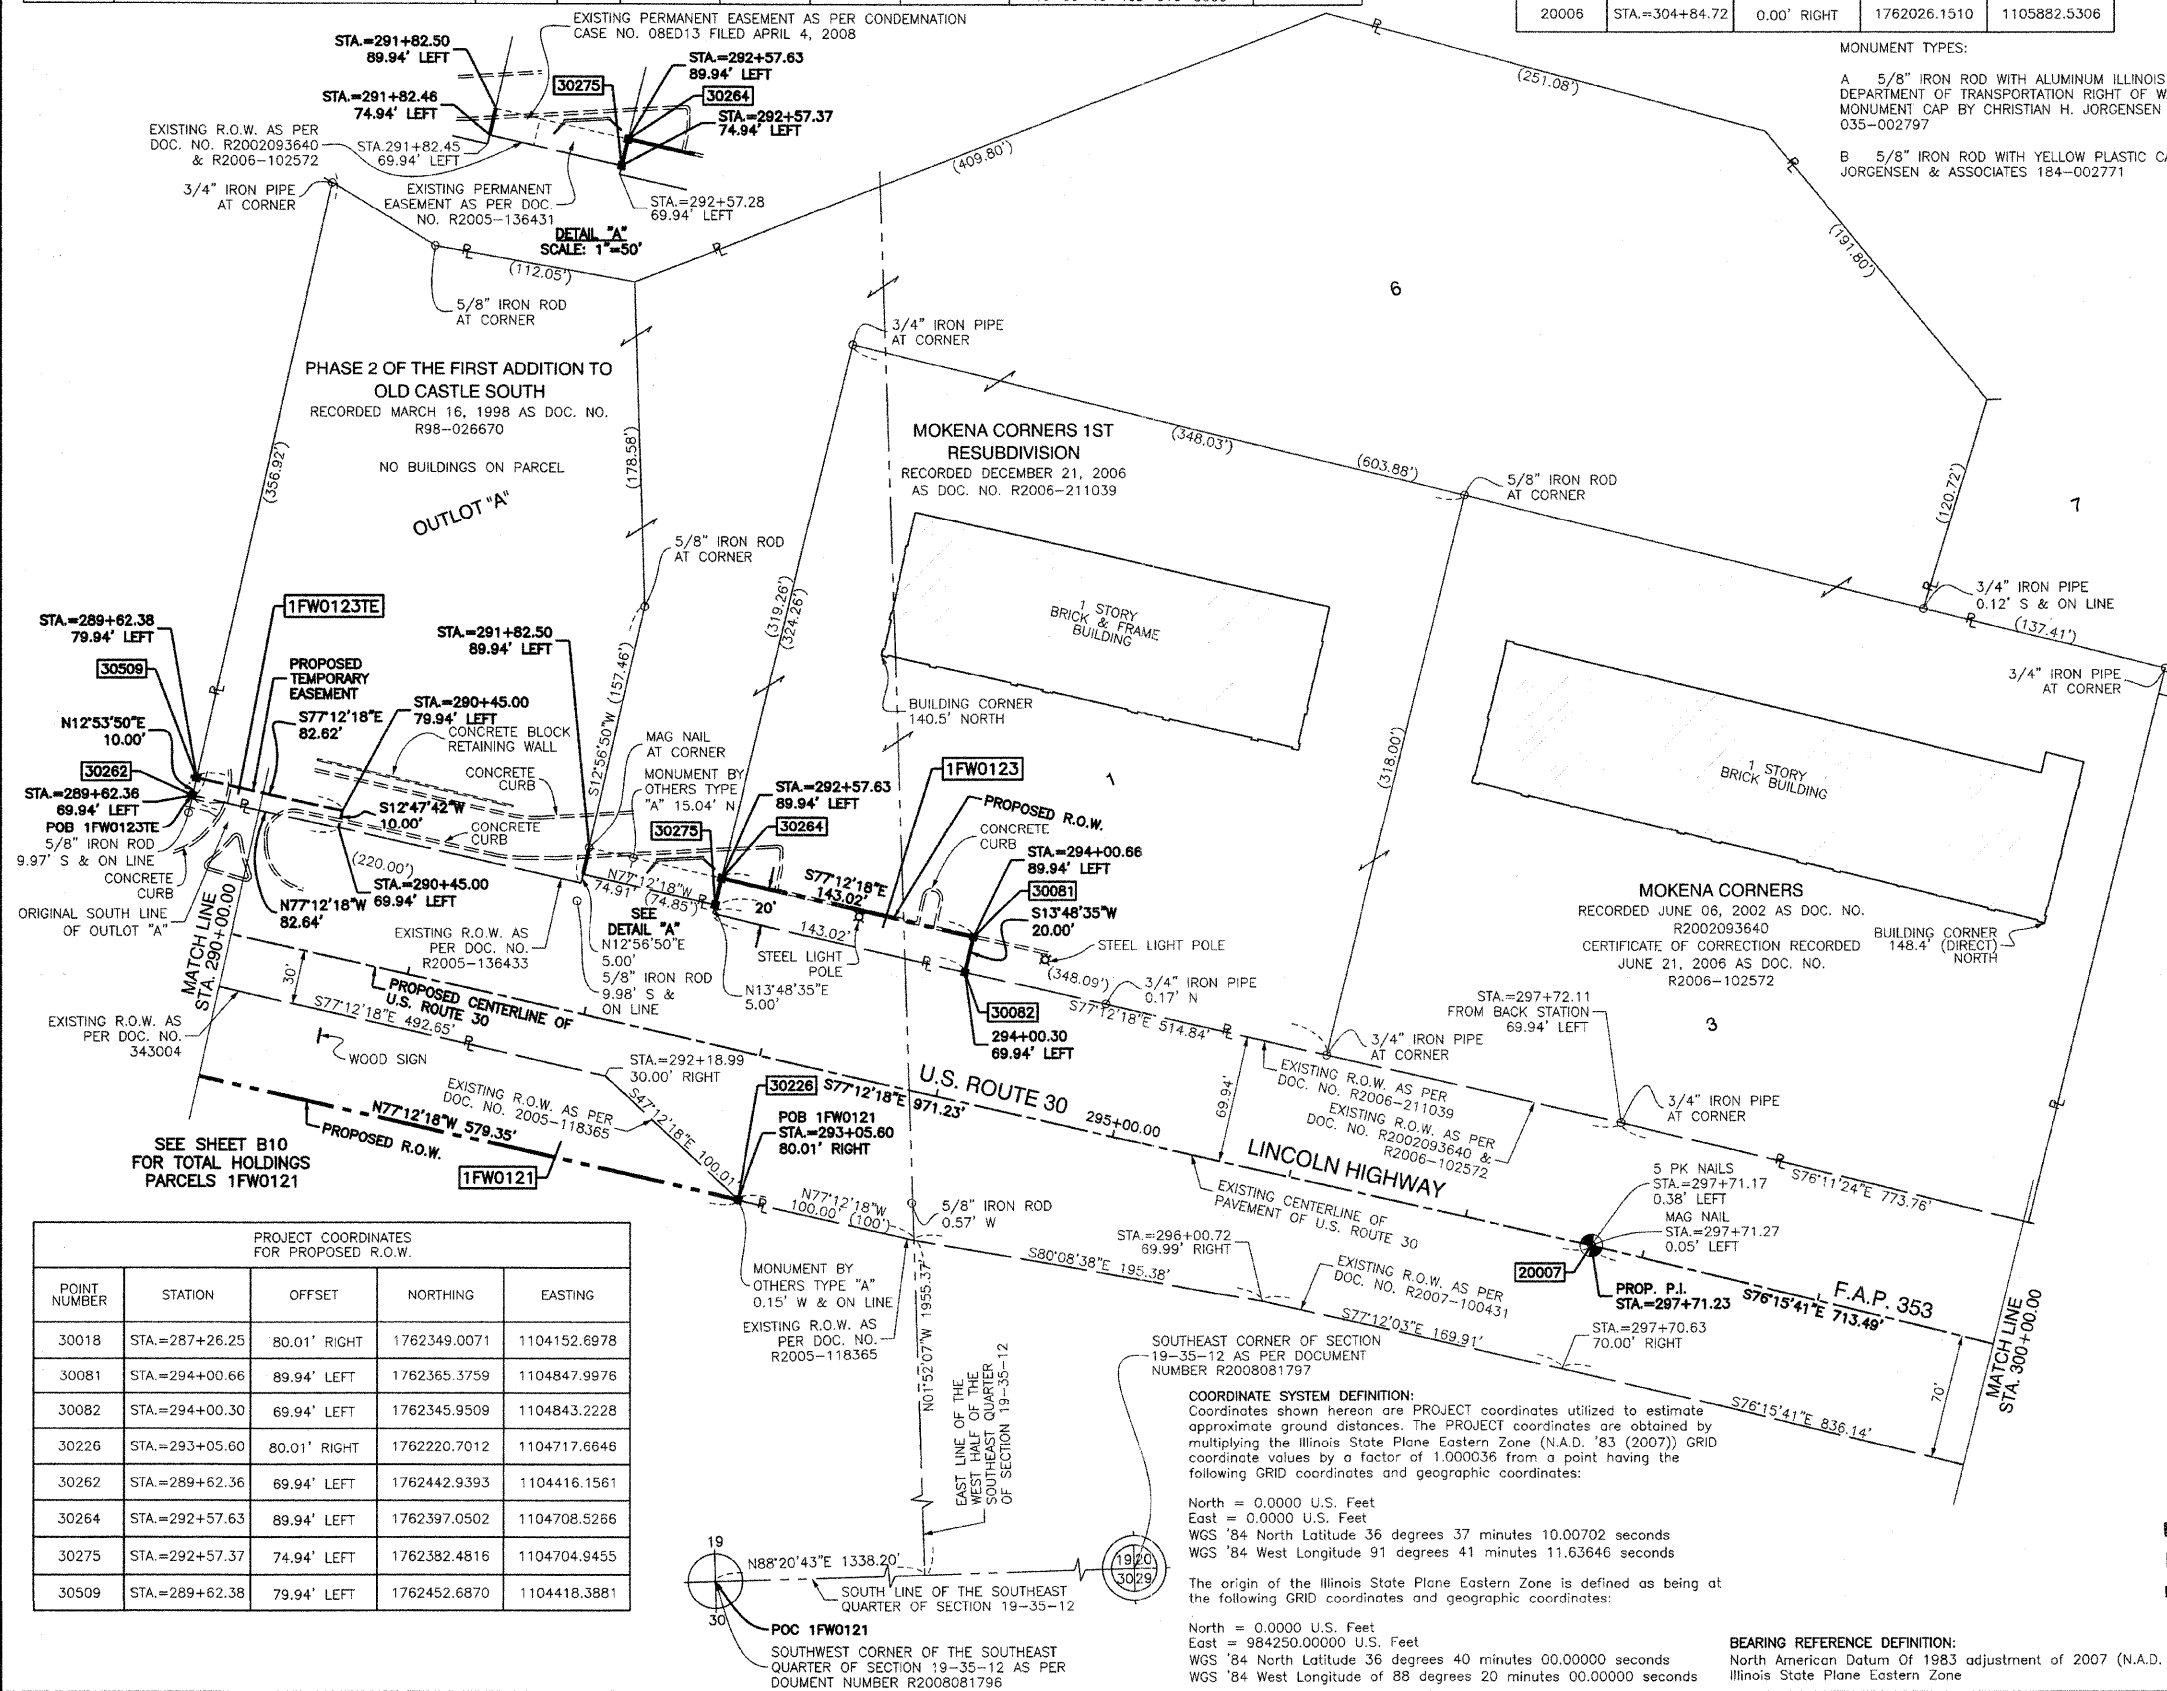 20006 STA.=304+84.72 0.00' RIGHT 1762026.1510 1105882.5306
MONUMENT TYPES:
A 5/8" IRON ROD WITH ALUMINUM ILLINOIS
DEPARTMENT OF TRANSPORTATION RIGHT OF
MONUMENT CAP BY CHRISTIAN H. JORGENSEN
035-002797
B 5/8" IRON ROD WITH YELLOW PLASTIC
JORGENSEN & ASSOCIATES 184-002771
EXISTING PERMANENT EASEMENT AS PER CONDEMNATION
CASE NO. 08ED13 FILED APRIL 4, 2008
STA.=291+82.50
89.94' LEFT
STA.=292+57.63
89.94' LEFT
30275
30264
STA.=291+82.46
74.94' LEFT
STA.=292+57.37
74.94' LEFT
EXISTING R.O.W. AS PER
DOC. NO. R2002093640
& R2006-102572
STA.291+82.45
69.94' LEFT
3/4" IRON PIPE
AT CORNER
EXISTING PERMANENT
EASEMENT AS PER DOC.
NO. R2005-136431
STA.=292+57.28
69.94' LEFT
DETAIL "A"
SCALE: 1"=50'
(112.05')
5/8" IRON ROD
AT CORNER
(409.80')
(251.08')
(191.80')
6
3/4" IRON PIPE
AT CORNER
PHASE 2 OF THE FIRST ADDITION TO
OLD CASTLE SOUTH
RECORDED MARCH 16, 1998 AS DOC. NO.
R98-026670
NO BUILDINGS ON PARCEL
OUTLOT "A"
(356.92')
(178.58')
MOKENA CORNERS 1ST
RESUBDIVISION
RECORDED DECEMBER 21, 2006
AS DOC. NO. R2006-211039
(348.03')
(603.88')
5/8" IRON ROD
AT CORNER
(120.72')
7
5/8" IRON ROD
AT CORNER
(319.26')
(324.26')
1 STORY
BRICK & FRAME
BUILDING
3/4" IRON PIPE
0.12' S & ON LINE
(137.41')
3/4" IRON PIPE
AT CORNER
STA.=289+62.38
79.94' LEFT
1FW0123TE
30509
PROPOSED
TEMPORARY
EASEMENT
STA.=291+82.50
89.94' LEFT
S12°56'50"W (157.46')
BUILDING CORNER
140.5' NORTH
N12°53'50"E
10.00'
S77°12'18"E
82.62'
STA.=290+45.00
79.94' LEFT
CONCRETE BLOCK
RETAINING WALL
MAG NAIL
AT CORNER
30262
CONCRETE
CURB
MONUMENT BY
OTHERS TYPE
"A" 15.04' N
STA.=289+62.36
69.94' LEFT
POB 1FW0123TE
5/8" IRON ROD
9.97' S & ON LINE
CONCRETE
CURB
S12°47'42"W
10.00'
CONCRETE
CURB
(220.00')
STA.=290+45.00
69.94' LEFT
30275
STA.=292+57.63
89.94' LEFT
30264
1FW0123
1
PROPOSED R.O.W.
CONCRETE
CURB
STA.=294+00.66
89.94' LEFT
30081
S13°48'35"W
20.00'
(318.00')
1 STORY
BRICK BUILDING
ORIGINAL SOUTH LINE
OF OUTLOT "A"
N77°12'18"W
82.64'
N77°12'18"W
74.91' (74.85')
S77°12'18"E
143.02'
20'
143.02'
SEE
DETAIL "A"
EXISTING R.O.W. AS
PER DOC. NO.
R2005-136433
N12°56'50"E
5.00'
5/8" IRON ROD
9.98' S &
ON LINE
STEEL LIGHT
POLE
N13°48'35"E
5.00'
STEEL LIGHT POLE
(348.09')
3/4" IRON PIPE
0.17' N
MOKENA CORNERS
RECORDED JUNE 06, 2002 AS DOC. NO.
R2002093640
CERTIFICATE OF CORRECTION RECORDED
JUNE 21, 2006 AS DOC. NO.
R2006-102572
BUILDING CORNER
148.4' (DIRECT)
NORTH
MATCH LINE
STA. 290+00.00
30'
PROPOSED CENTERLINE OF
U.S. ROUTE 30
S77°12'18"E 492.65'
EXISTING R.O.W. AS
PER DOC. NO.
343004
WOOD SIGN
30082
294+00.30
69.94' LEFT
S77°12'18"E 514.84'
3/4" IRON PIPE
AT CORNER
STA.=297+72.11
FROM BACK STATION
69.94' LEFT
3
STA.=292+18.99
30.00' RIGHT
EXISTING R.O.W. AS PER
DOC. NO. 2005-118365
S47°12'18"E 100.01'
30226
S77°12'18"E 971.23'
U.S. ROUTE 30
POB 1FW0121
STA.=293+05.60
80.01' RIGHT
295+00.00
69.94'
EXISTING R.O.W. AS PER
DOC. NO. R2006-211039
EXISTING R.O.W. AS PER
DOC. NO. R2002093640 &
R2006-102572
3/4" IRON PIPE
AT CORNER
N77°12'18"W 579.35'
PROPOSED R.O.W.
SEE SHEET B10
FOR TOTAL HOLDINGS
PARCELS 1FW0121
1FW0121
LINCOLN HIGHWAY
5 PK NAILS
STA.=297+71.17
0.38' LEFT
MAG NAIL
STA.=297+71.27
0.05' LEFT
S76°11'24"E 773.76'
N77°12'18"W
100.00' (100')
5/8" IRON ROD
0.57' W
EXISTING CENTERLINE OF
PAVEMENT OF U.S. ROUTE 30
STA.=296+00.72
69.99' RIGHT
S80°08'38"E 195.38'
EXISTING R.O.W. AS PER
DOC. NO. R2007-100431
20007
PROP. P.I.
STA.=297+71.23
S76°15'41"E 713.49'
F.A.P. 353
MATCH LINE
STA. 300+00.00
MONUMENT BY
OTHERS TYPE "A"
0.15' W & ON LINE
EXISTING R.O.W. AS
PER DOC. NO.
R2005-118365
N01°52'07"W 1955.37'
EAST LINE OF THE
WEST HALF OF THE
SOUTHEAST QUARTER
OF SECTION 19-35-12
S77°12'03"E 169.91'
STA.=297+70.63
70.00' RIGHT
S76°15'41"E 836.14'
70'
SOUTHEAST CORNER OF SECTION
19-35-12 AS PER DOCUMENT
NUMBER R2008081797
PROJECT COORDINATES
FOR PROPOSED R.O.W.
POINT NUMBER STATION OFFSET NORTHING EASTING
30018 STA.=287+26.25 80.01' RIGHT 1762349.0071 1104152.6978
30081 STA.=294+00.66 89.94' LEFT 1762365.3759 1104847.9976
30082 STA.=294+00.30 69.94' LEFT 1762345.9509 1104843.2228
30226 STA.=293+05.60 80.01' RIGHT 1762220.7012 1104717.6646
30262 STA.=289+62.36 69.94' LEFT 1762442.9393 1104416.1561
30264 STA.=292+57.63 89.94' LEFT 1762397.0502 1104708.5266
30275 STA.=292+57.37 74.94' LEFT 1762382.4816 1104704.9455
30509 STA.=289+62.38 79.94' LEFT 1762452.6870 1104418.3881
19
30
N88°20'43"E 1338.20'
SOUTH LINE OF THE SOUTHEAST
QUARTER OF SECTION 19-35-12
19 20
30 29
POC 1FW0121
SOUTHWEST CORNER OF THE SOUTHEAST
QUARTER OF SECTION 19-35-12 AS PER
DOUMENT NUMBER R2008081796
COORDINATE SYSTEM DEFINITION:
Coordinates shown hereon are PROJECT coordinates utilized to estimate
approximate ground distances. The PROJECT coordinates are obtained by
multiplying the Illinois State Plane Eastern Zone (N.A.D. '83 (2007)) GRID
coordinate values by a factor of 1.000036 from a point having the
following GRID coordinates and geographic coordinates:
North = 0.0000 U.S. Feet
East = 0.0000 U.S. Feet
WGS '84 North Latitude 36 degrees 37 minutes 10.00702 seconds
WGS '84 West Longitude 91 degrees 41 minutes 11.63646 seconds
The origin of the Illinois State Plane Eastern Zone is defined as being at
the following GRID coordinates and geographic coordinates:
North = 0.0000 U.S. Feet
East = 984250.00000 U.S. Feet
WGS '84 North Latitude 36 degrees 40 minutes 00.00000 seconds
WGS '84 West Longitude of 88 degrees 20 minutes 00.00000 seconds
BEARING REFERENCE DEFINITION:
North American Datum Of 1983 adjustment of 2007 (N.A.D.
Illinois State Plane Eastern Zone